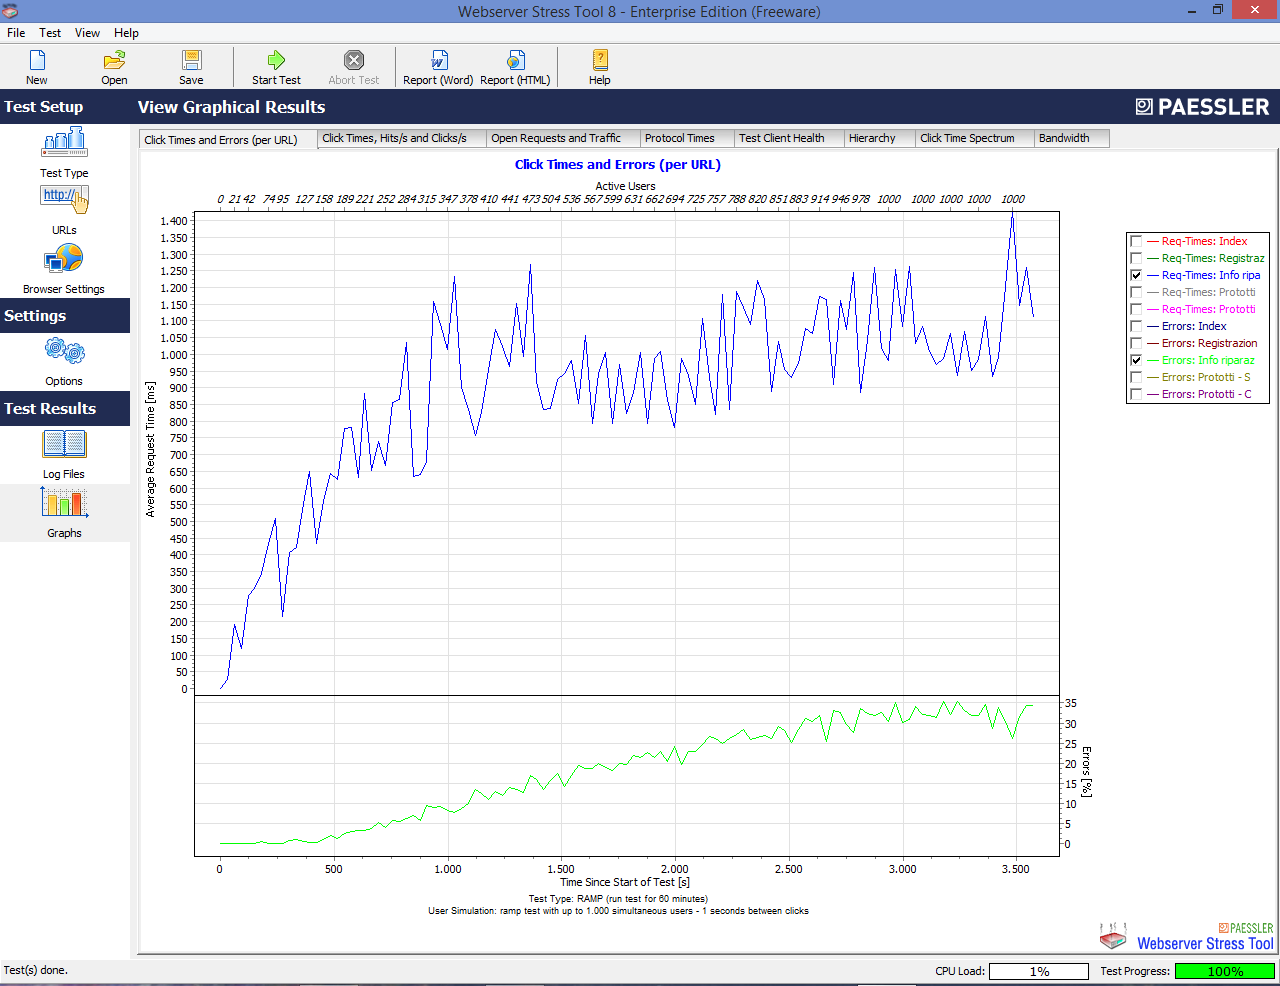 Webserver Stress Tool 8 - Enterprise Edition (Freeware)
File Test View Help
New Open Save Start Test Abort Test Report (Word) Report (HTML) Help
Test Setup
View Graphical Results
PAESSLER
Test Type
http://
URLs
Browser Settings
Settings
Options
Test Results
Log Files
Graphs
Click Times and Errors (per URL) Click Times, Hits/s and Clicks/s Open Requests and Traffic Protocol Times Test Client Health Hierarchy Click Time Spectrum Bandwidth
Click Times and Errors (per URL)
Active Users
0 21 42 74 95 127 158 189 221 252 284 315 347 378 410 441 473 504 536 567 599 631 662 694 725 757 788 820 851 883 914 946 978 1000 1000 1000 1000 1000
1.400
1.350
1.300
1.250
1.200
1.150
1.100
1.050
1.000
950
900
850
800
750
700
650
600
550
500
450
400
350
300
250
200
150
100
50
0
Average Request Time [ms]
35
30
25
20
15
10
5
0
Errors [%]
0 500 1.000 1.500 2.000 2.500 3.000 3.500
Time Since Start of Test [s]
Test Type: RAMP (run test for 60 minutes)
User Simulation: ramp test with up to 1.000 simultaneous users - 1 seconds between clicks
Req-Times: Index
Req-Times: Registraz
Req-Times: Info ripa
Req-Times: Prototti
Req-Times: Prototti
Errors: Index
Errors: Registrazion
Errors: Info riparaz
Errors: Prototti - S
Errors: Prototti - C
PAESSLER
Webserver Stress Tool
Test(s) done.
CPU Load: 1% Test Progress: 100%